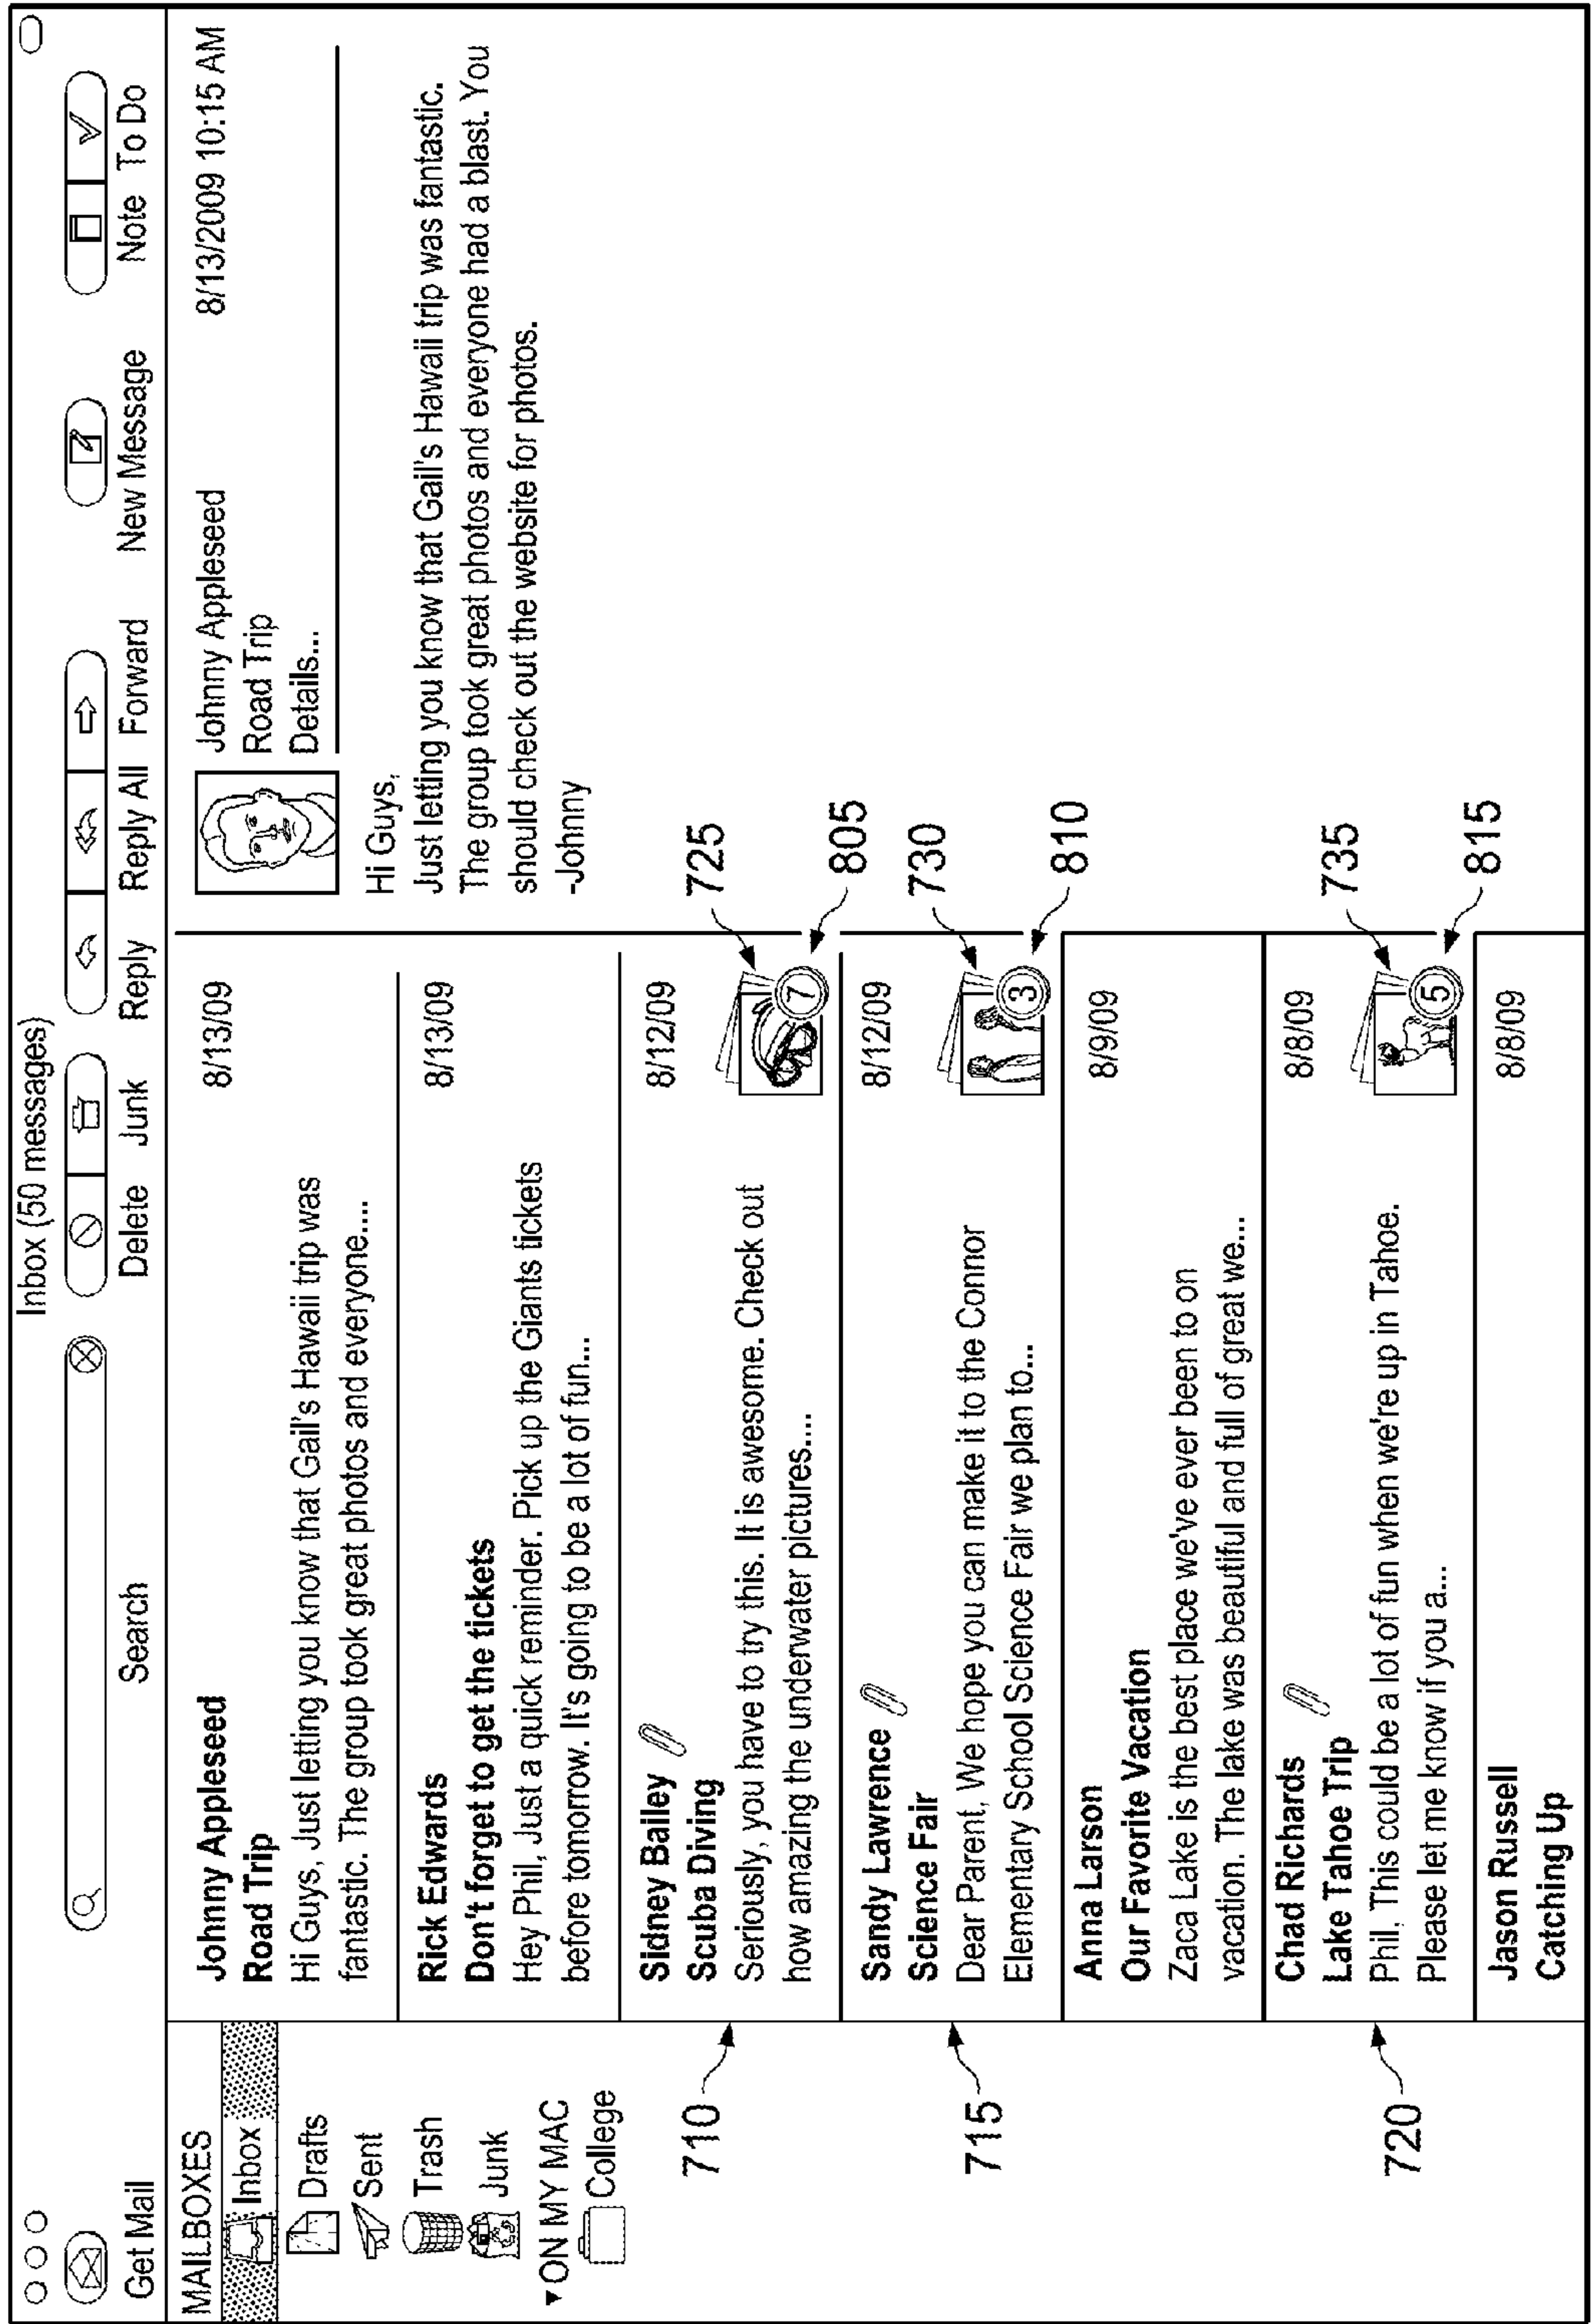 Inbox (50 messages)
Get Mail
Search
Delete Junk Reply Reply All Forward New Message Note To Do
MAILBOXES
Inbox
Drafts
Sent
Trash
Junk
ON MY MAC
College
710
715
720
Johnny Appleseed 8/13/09
Road Trip
Hi Guys, Just letting you know that Gail's Hawaii trip was
fantastic. The group took great photos and everyone....
Rick Edwards 8/13/09
Don't forget to get the tickets
Hey Phil, Just a quick reminder. Pick up the Giants tickets
before tomorrow. It's going to be a lot of fun...
Sidney Bailey 8/12/09
Scuba Diving
Seriously, you have to try this. It is awesome. Check out
how amazing the underwater pictures....
7
Sandy Lawrence 8/12/09
Science Fair
Dear Parent, We hope you can make it to the Connor
Elementary School Science Fair we plan to...
3
Anna Larson 8/9/09
Our Favorite Vacation
Zaca Lake is the best place we've ever been to on
vacation. The lake was beautiful and full of great we...
Chad Richards 8/8/09
Lake Tahoe Trip
Phil, This could be a lot of fun when we're up in Tahoe.
Please let me know if you a...
5
Jason Russell 8/8/09
Catching Up
Johnny Appleseed 8/13/2009 10:15 AM
Road Trip
Details...
Hi Guys,
Just letting you know that Gail's Hawaii trip was fantastic.
The group took great photos and everyone had a blast. You
should check out the website for photos.
-Johnny
725
805
730
810
735
815